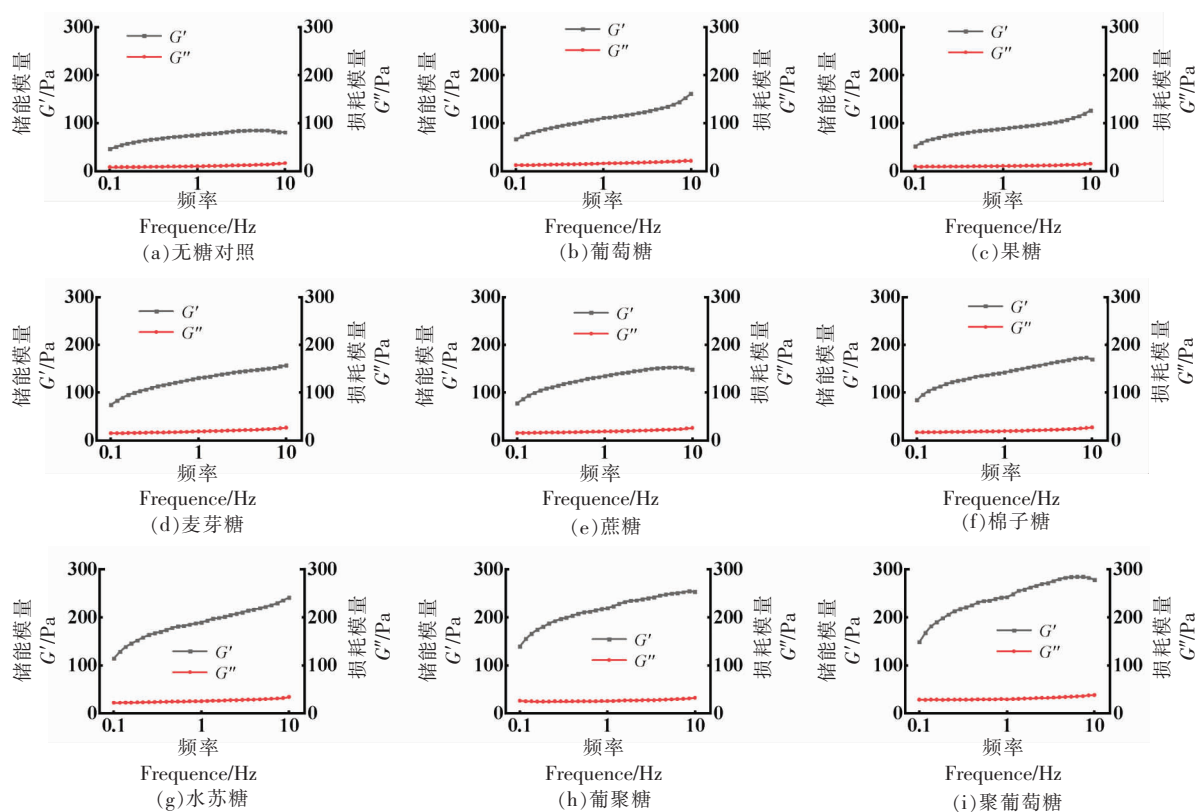 300
200
100
0
储能模量
G′/Pa
G′
G″
300
200
100
0
损耗模量
G″/Pa
0.1
1
10
频率
Frequence/Hz
(a)无糖对照
300
200
100
0
储能模量
G′/Pa
G′
G″
300
200
100
0
损耗模量
G″/Pa
0.1
1
10
频率
Frequence/Hz
(b)葡萄糖
300
200
100
0
储能模量
G′/Pa
G′
G″
300
200
100
0
损耗模量
G″/Pa
0.1
1
10
频率
Frequence/Hz
(c)果糖
300
200
100
0
储能模量
G′/Pa
G′
G″
300
200
100
0
损耗模量
G″/Pa
0.1
1
10
频率
Frequence/Hz
(d)麦芽糖
300
200
100
0
储能模量
G′/Pa
G′
G″
300
200
100
0
损耗模量
G″/Pa
0.1
1
10
频率
Frequence/Hz
(e)蔗糖
300
200
100
0
储能模量
G′/Pa
G′
G″
300
200
100
0
损耗模量
G″/Pa
0.1
1
10
频率
Frequence/Hz
(f)棉子糖
300
200
100
0
储能模量
G′/Pa
G′
G″
300
200
100
0
损耗模量
G″/Pa
0.1
1
10
频率
Frequence/Hz
(g)水苏糖
300
200
100
0
储能模量
G′/Pa
G′
G″
300
200
100
0
损耗模量
G″/Pa
0.1
1
10
频率
Frequence/Hz
(h)葡聚糖
300
200
100
0
储能模量
G′/Pa
G′
G″
300
200
100
0
损耗模量
G″/Pa
0.1
1
10
频率
Frequence/Hz
(i)聚葡萄糖